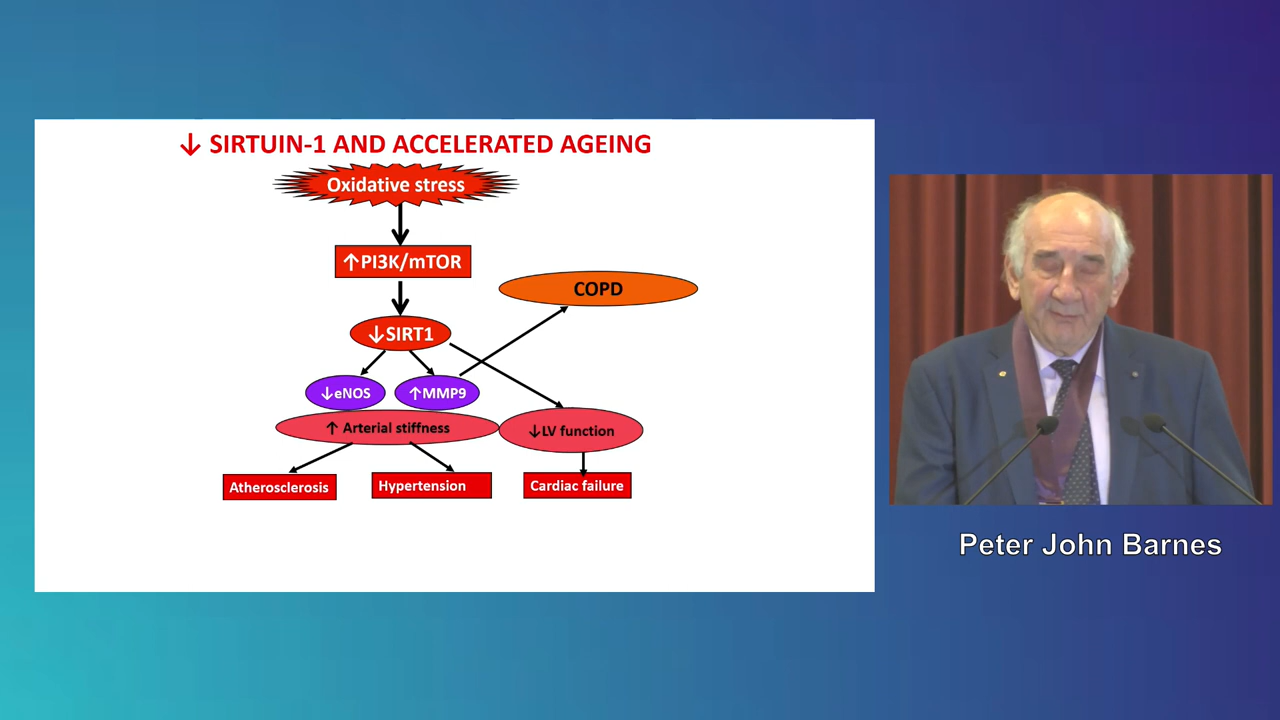 ↓ SIRTUIN-1 AND ACCELERATED AGEING
Oxidative stress
↑PI3K/mTOR
COPD
↓SIRT1
↓eNOS
↑MMP9
↑ Arterial stiffness
↓LV function
Atherosclerosis
Hypertension
Cardiac failure
Peter John Barnes